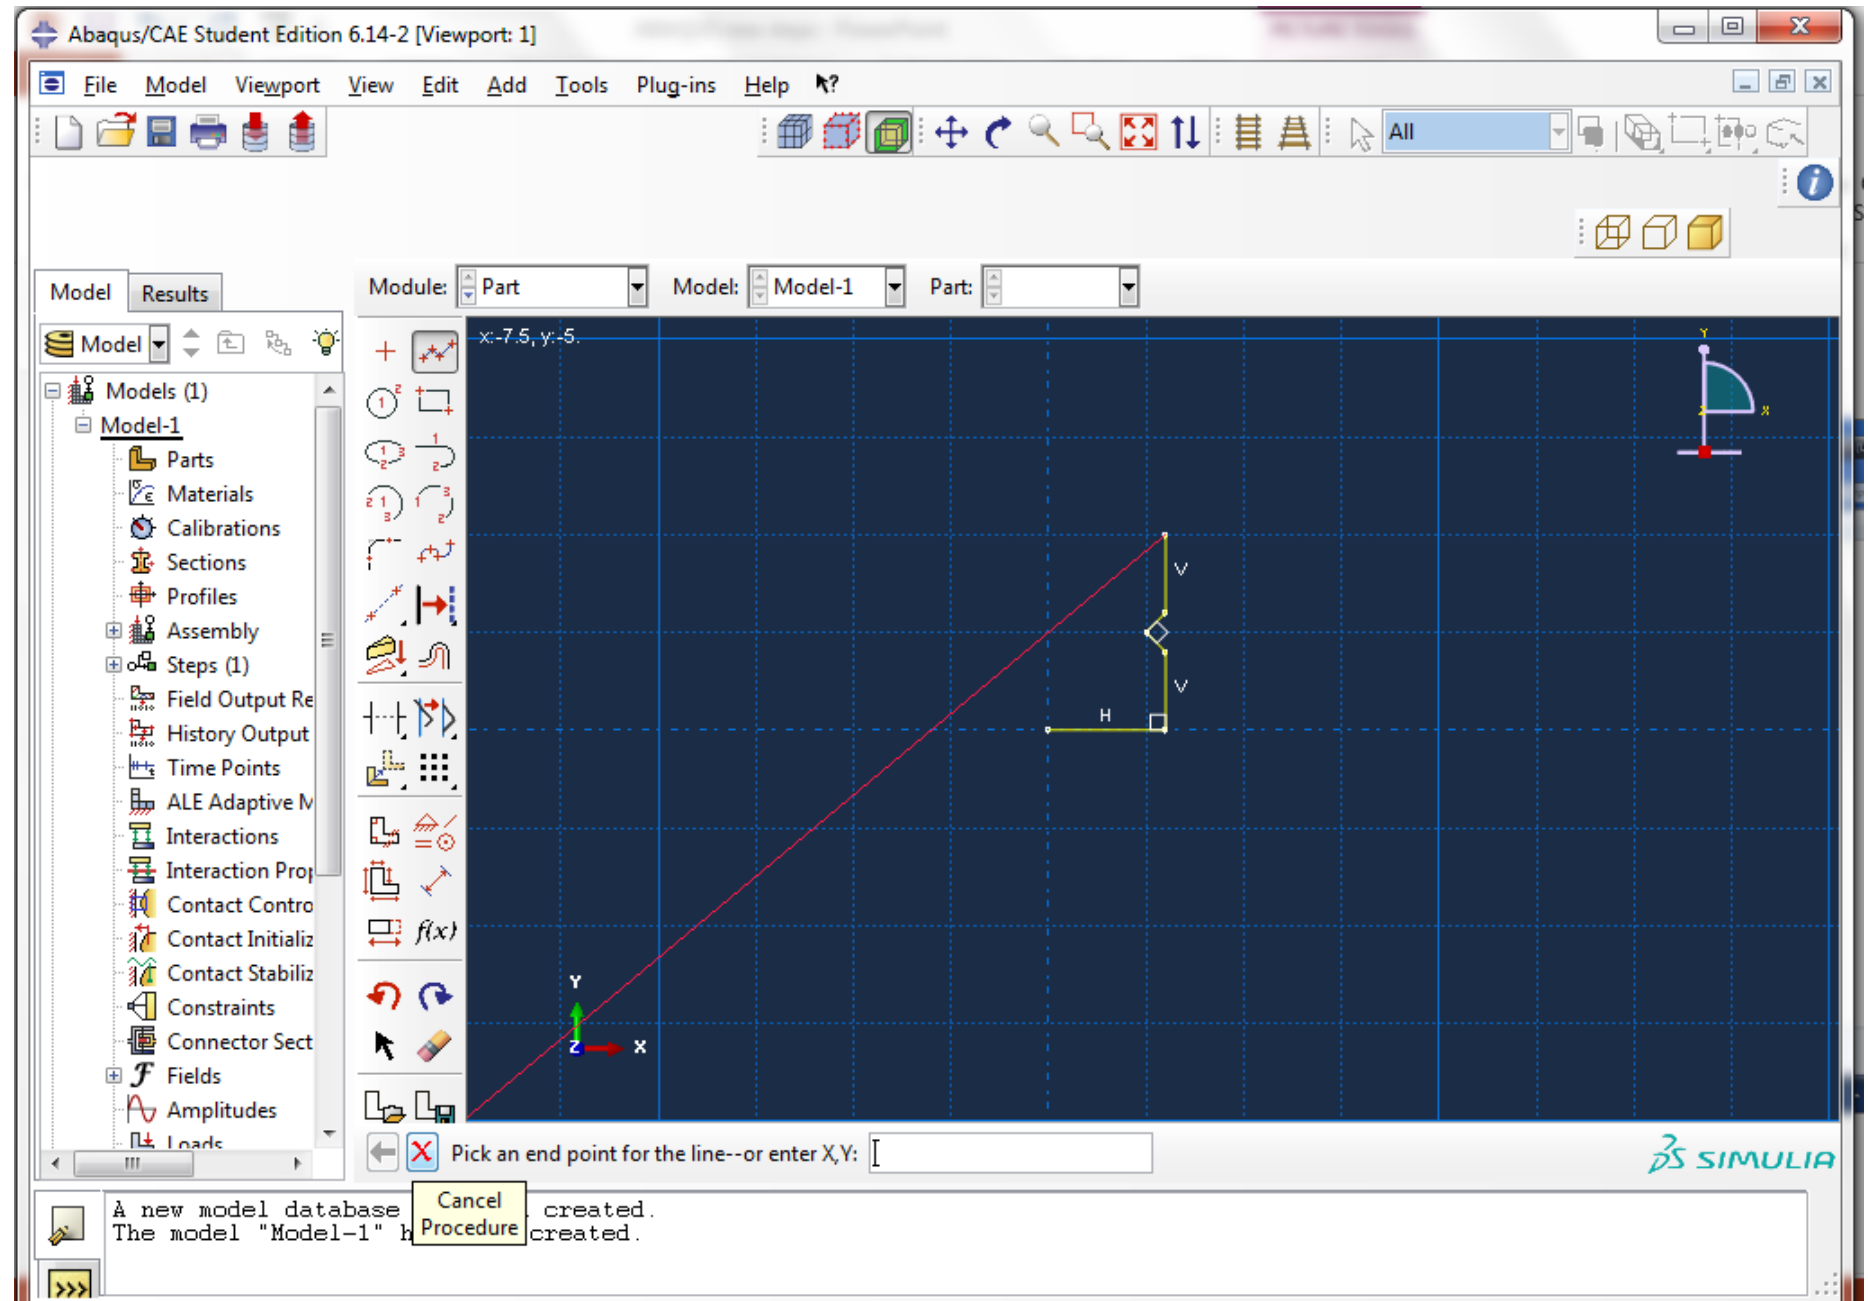 Abaqus/CAE Student Edition 6.14-2 [Viewport: 1]
File Model Viewport View Edit Add Tools Plug-ins Help
All
Model Results
Module: Part Model: Model-1 Part:
Model
x:-7.5, y:-5.
Models (1)
Model-1
Parts
Materials
Calibrations
Sections
Profiles
Assembly
Steps (1)
Field Output Re
History Output
Time Points
ALE Adaptive M
Interactions
Interaction Prop
Contact Contro
Contact Initializ
Contact Stabiliz
Constraints
Connector Sect
Fields
Amplitudes
Loads
f(x)
Y
X
Z
V
V
H
Y
Z X
Pick an end point for the line--or enter X,Y:
SIMULIA
Cancel
Procedure
A new model database created.
The model "Model-1" h created.
>>>